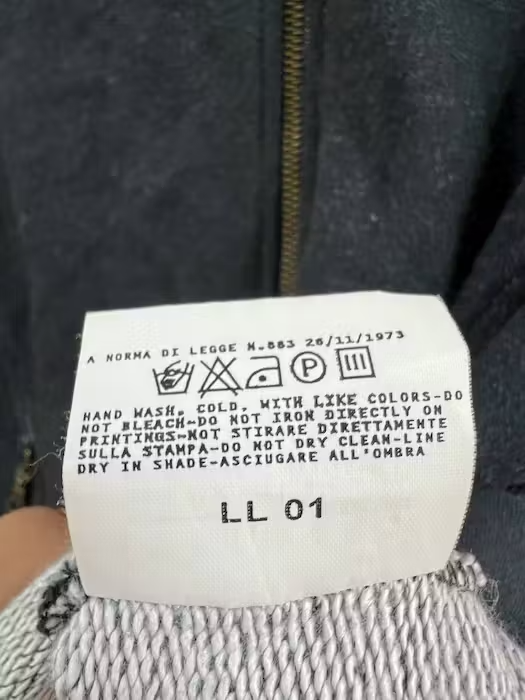 A NORMA DI LEGGE N.883 26/11/1973
P
HAND WASH, COLD, WITH LIKE COLORS-DO
NOT BLEACH-DO NOT IRON DIRECTLY ON
PRINTINGS-NOT STIRARE DIRETTAMENTE
SULLA STAMPA-DO NOT DRY CLEAN-LINE
DRY IN SHADE-ASCIUGARE ALL'OMBRA
LL 01